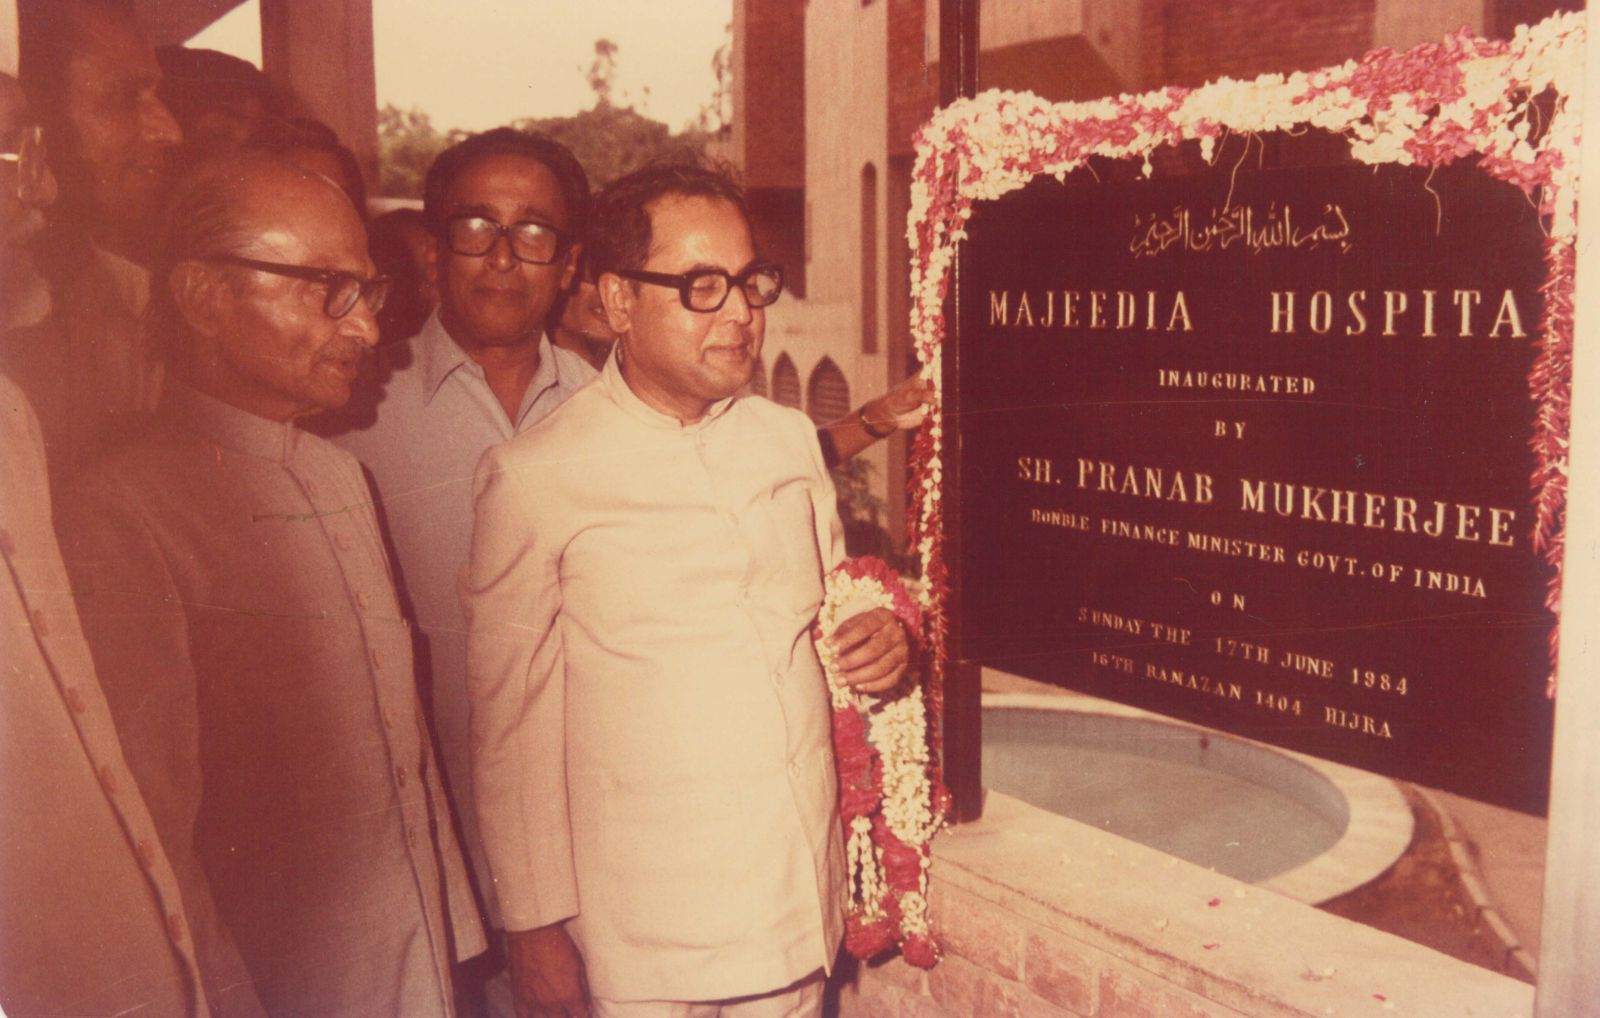 بسم الله الرحمن الرحيم
MAJEEDIA HOSPITA
INAUGURATED
BY
SH. PRANAB MUKHERJEE
HONBLE FINANCE MINISTER GOVT. OF INDIA
ON
SUNDAY THE 17TH JUNE 1984
16TH RAMAZAN 1404 HIJRA